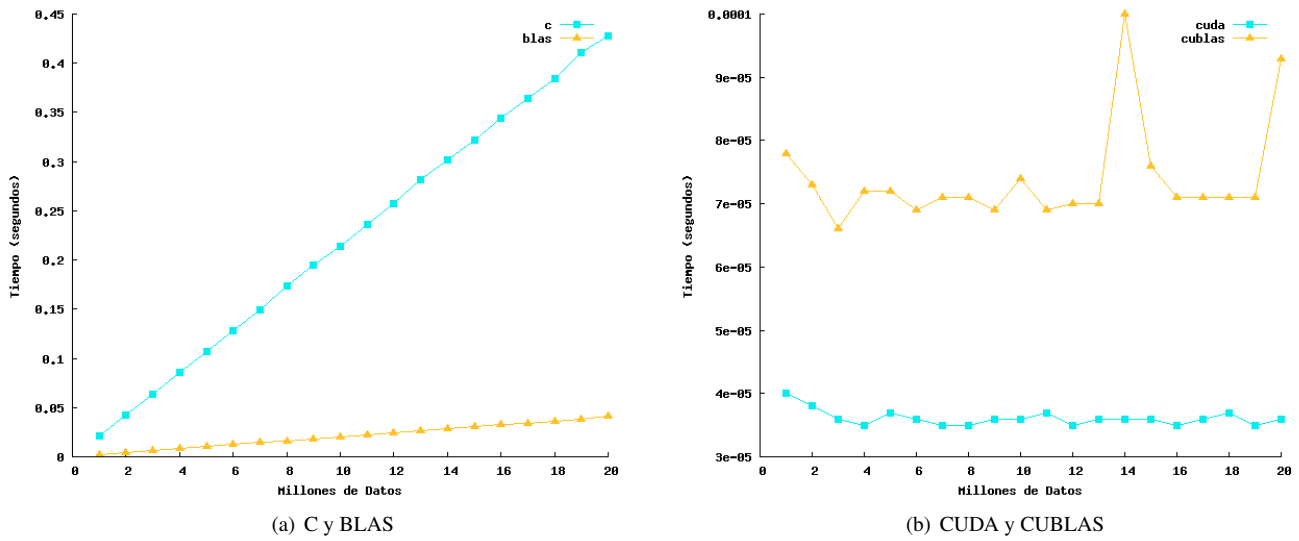 0.45
0.4
0.35
0.3
0.25
0.2
0.15
0.1
0.05
0
Tiempo (segundos)
c
blas
0 2 4 6 8 10 12 14 16 18 20
Millones de Datos
(a) C y BLAS
0.0001
9e-05
8e-05
7e-05
6e-05
5e-05
4e-05
3e-05
Tiempo (segundos)
cuda
cublas
0 2 4 6 8 10 12 14 16 18 20
Millones de Datos
(b) CUDA y CUBLAS